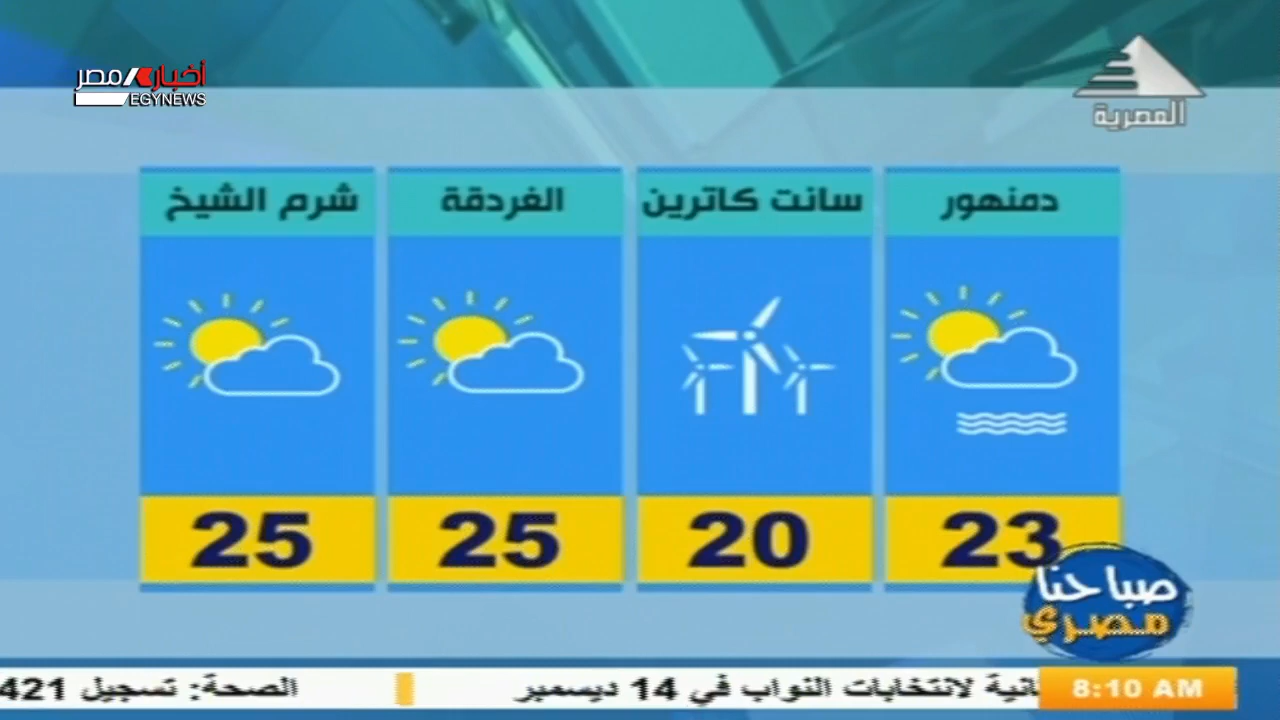 أخبار مصر
EGYNEWS
المصرية
دمنهور
سانت كاترين
الغردقة
شرم الشيخ
23
20
25
25
صباحنا
مصري
8:10 AM
لانتخابات النواب في 14 ديسمبر
الصحة: تسجيل 421